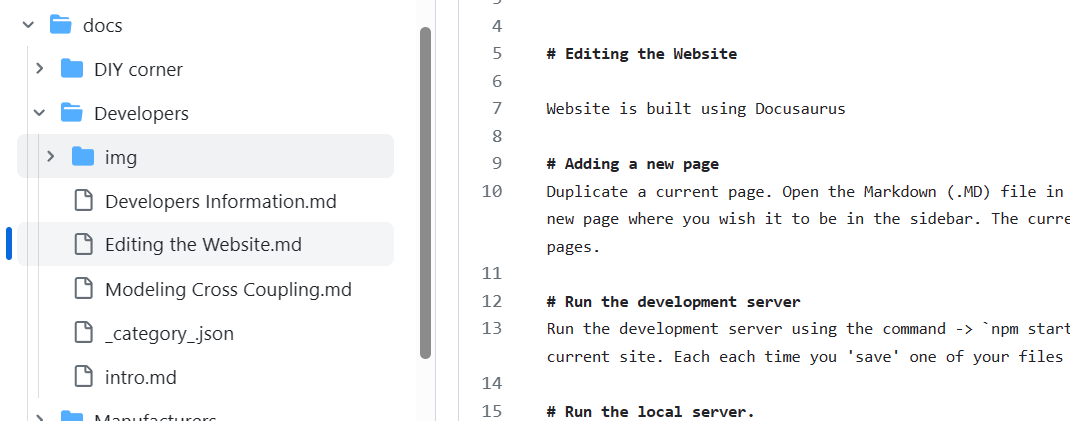 docs
DIY corner
Developers
img
Developers Information.md
Editing the Website.md
Modeling Cross Coupling.md
_category_.json
intro.md
Manufacturers
4
5 # Editing the Website
6
7 Website is built using Docusaurus
8
9 # Adding a new page
10 Duplicate a current page. Open the Markdown (.MD) file in
new page where you wish it to be in the sidebar. The curre
pages.
11
12 # Run the development server
13 Run the development server using the command -> `npm start
current site. Each each time you 'save' one of your files
14
15 # Run the local server.